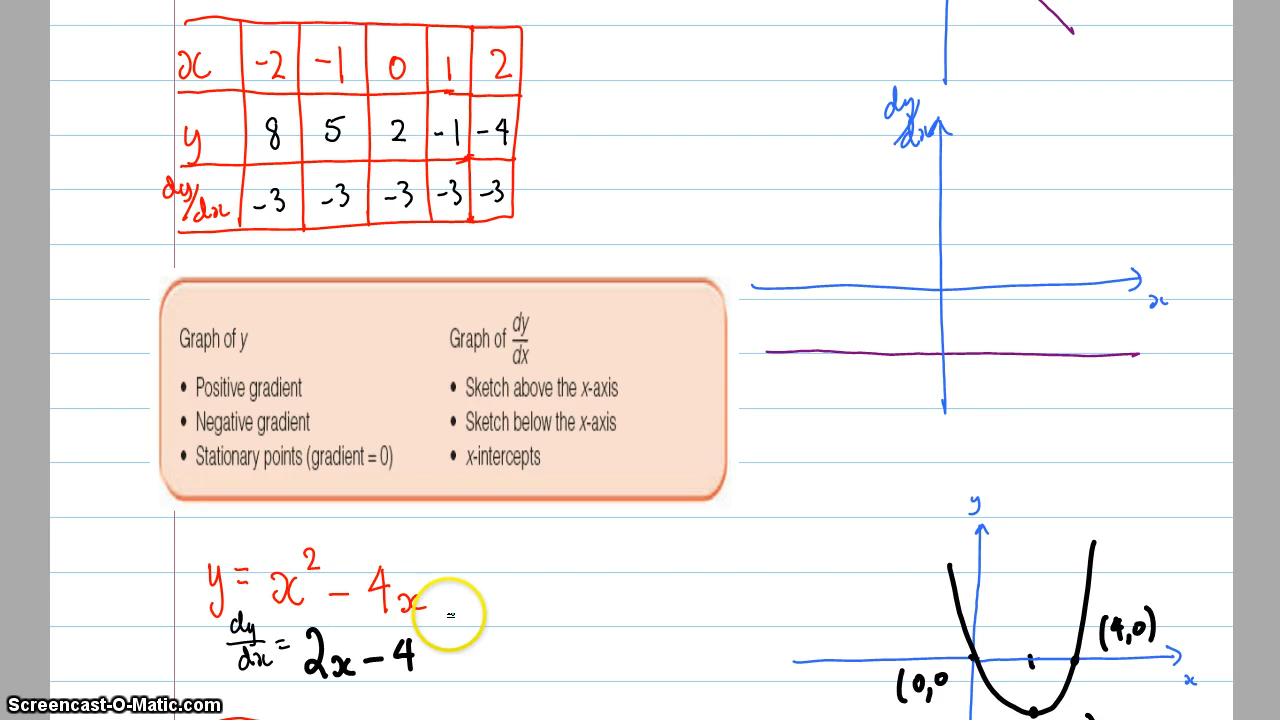 x -2 -1 0 1 2
y 8 5 2 -1 -4
dy/dx -3 -3 -3 -3 -3
dy/dx
x
Graph of y
• Positive gradient
• Negative gradient
• Stationary points (gradient = 0)
Graph of dy/dx
• Sketch above the x-axis
• Sketch below the x-axis
• x-intercepts
y = x² - 4x
dy/dx = 2x - 4
y
(4,0)
(0,0
x
Screencast-O-Matic.com